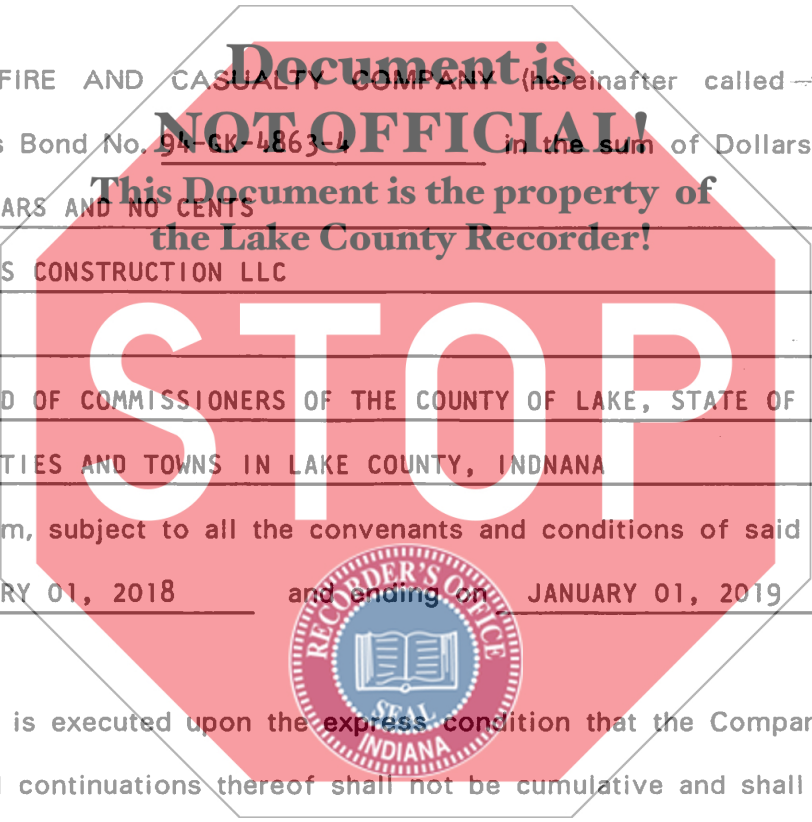 Document is
FIRE AND CASUALTY COMPANY (hereinafter called
NOT OFFICIAL!
s Bond No. 94-GK-4863-4 in the sum of Dollars
This Document is the property of
ARS AND NO CENTS
the Lake County Recorder!
S CONSTRUCTION LLC
STOP
D OF COMMISSIONERS OF THE COUNTY OF LAKE, STATE OF
TIES AND TOWNS IN LAKE COUNTY, INDNANA
m, subject to all the convenants and conditions of said
RY 01, 2018 and ending on JANUARY 01, 2019
RECORDER'S OFFICE
SEAL
INDIANA
is executed upon the express condition that the Compar
l continuations thereof shall not be cumulative and shall